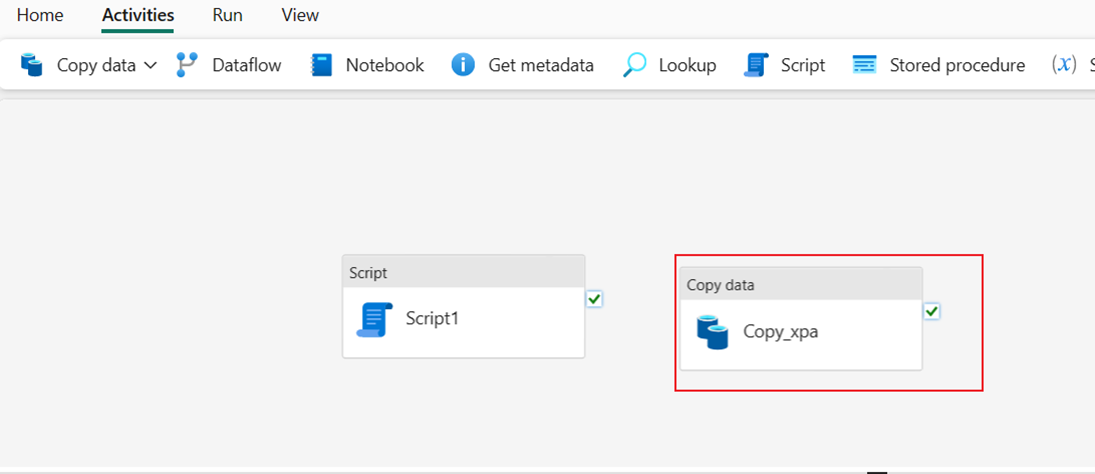 Home Activities Run View
Copy data Dataflow Notebook Get metadata Lookup Script Stored procedure (x)
Script
Script1
Copy data
Copy_xpa